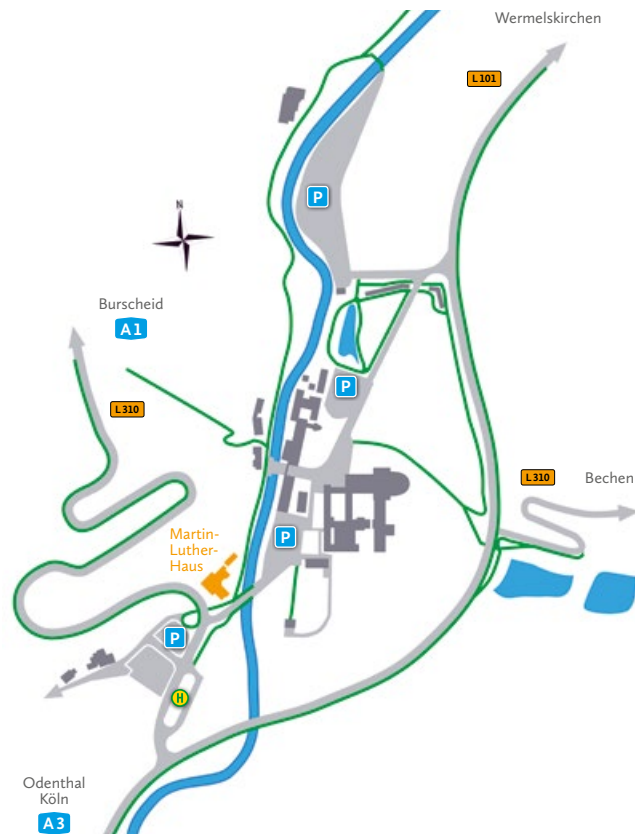 Wermelskirchen
L101
P
N
Burscheid
A1
P
L310
L310
Bechen
P
Martin-
Luther-
Haus
P
H
Odenthal
Köln
A3